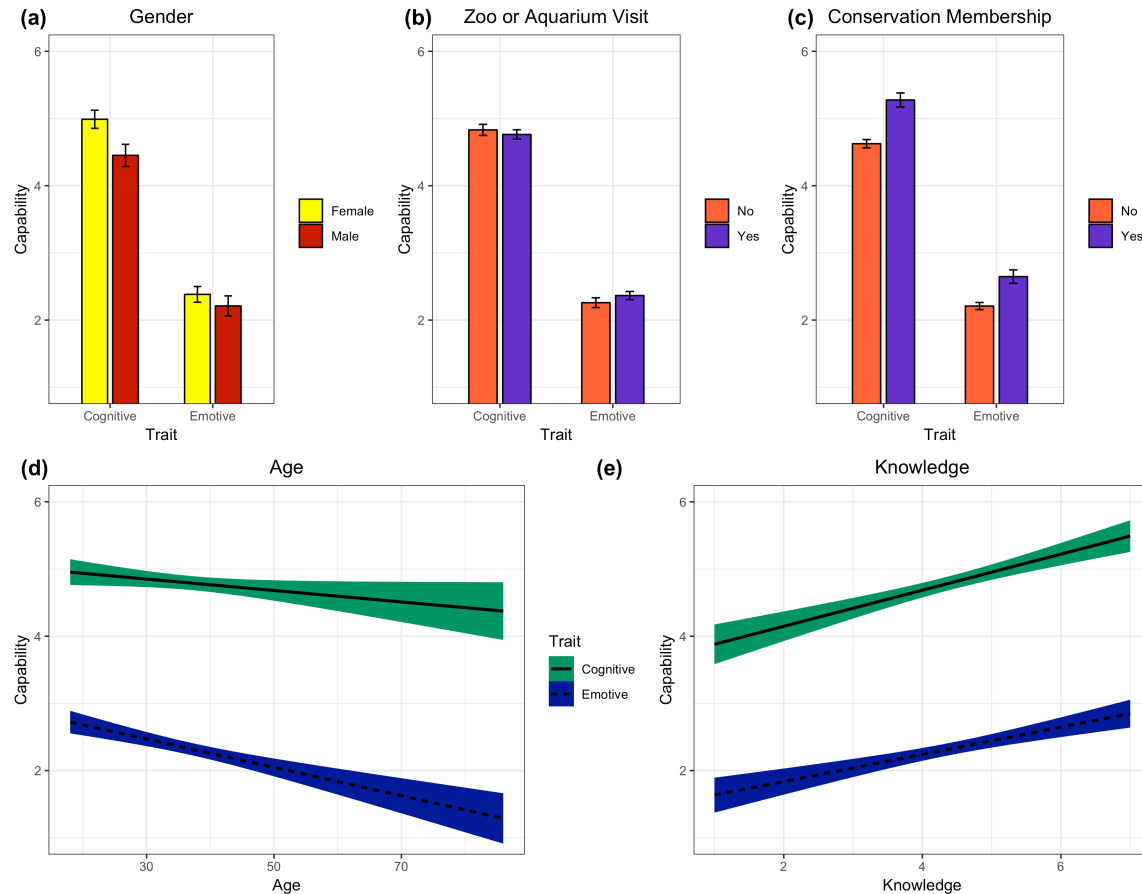 (a) Gender
6
4
2
Capability
Cognitive Emotive
Trait
Female
Male
(b) Zoo or Aquarium Visit
6
4
2
Capability
Cognitive Emotive
Trait
No
Yes
(c) Conservation Membership
6
4
2
Capability
Cognitive Emotive
Trait
No
Yes
(d) Age
6
4
2
Capability
30 50 70
Age
Trait
Cognitive
Emotive
(e) Knowledge
6
4
2
Capability
2 4 6
Knowledge